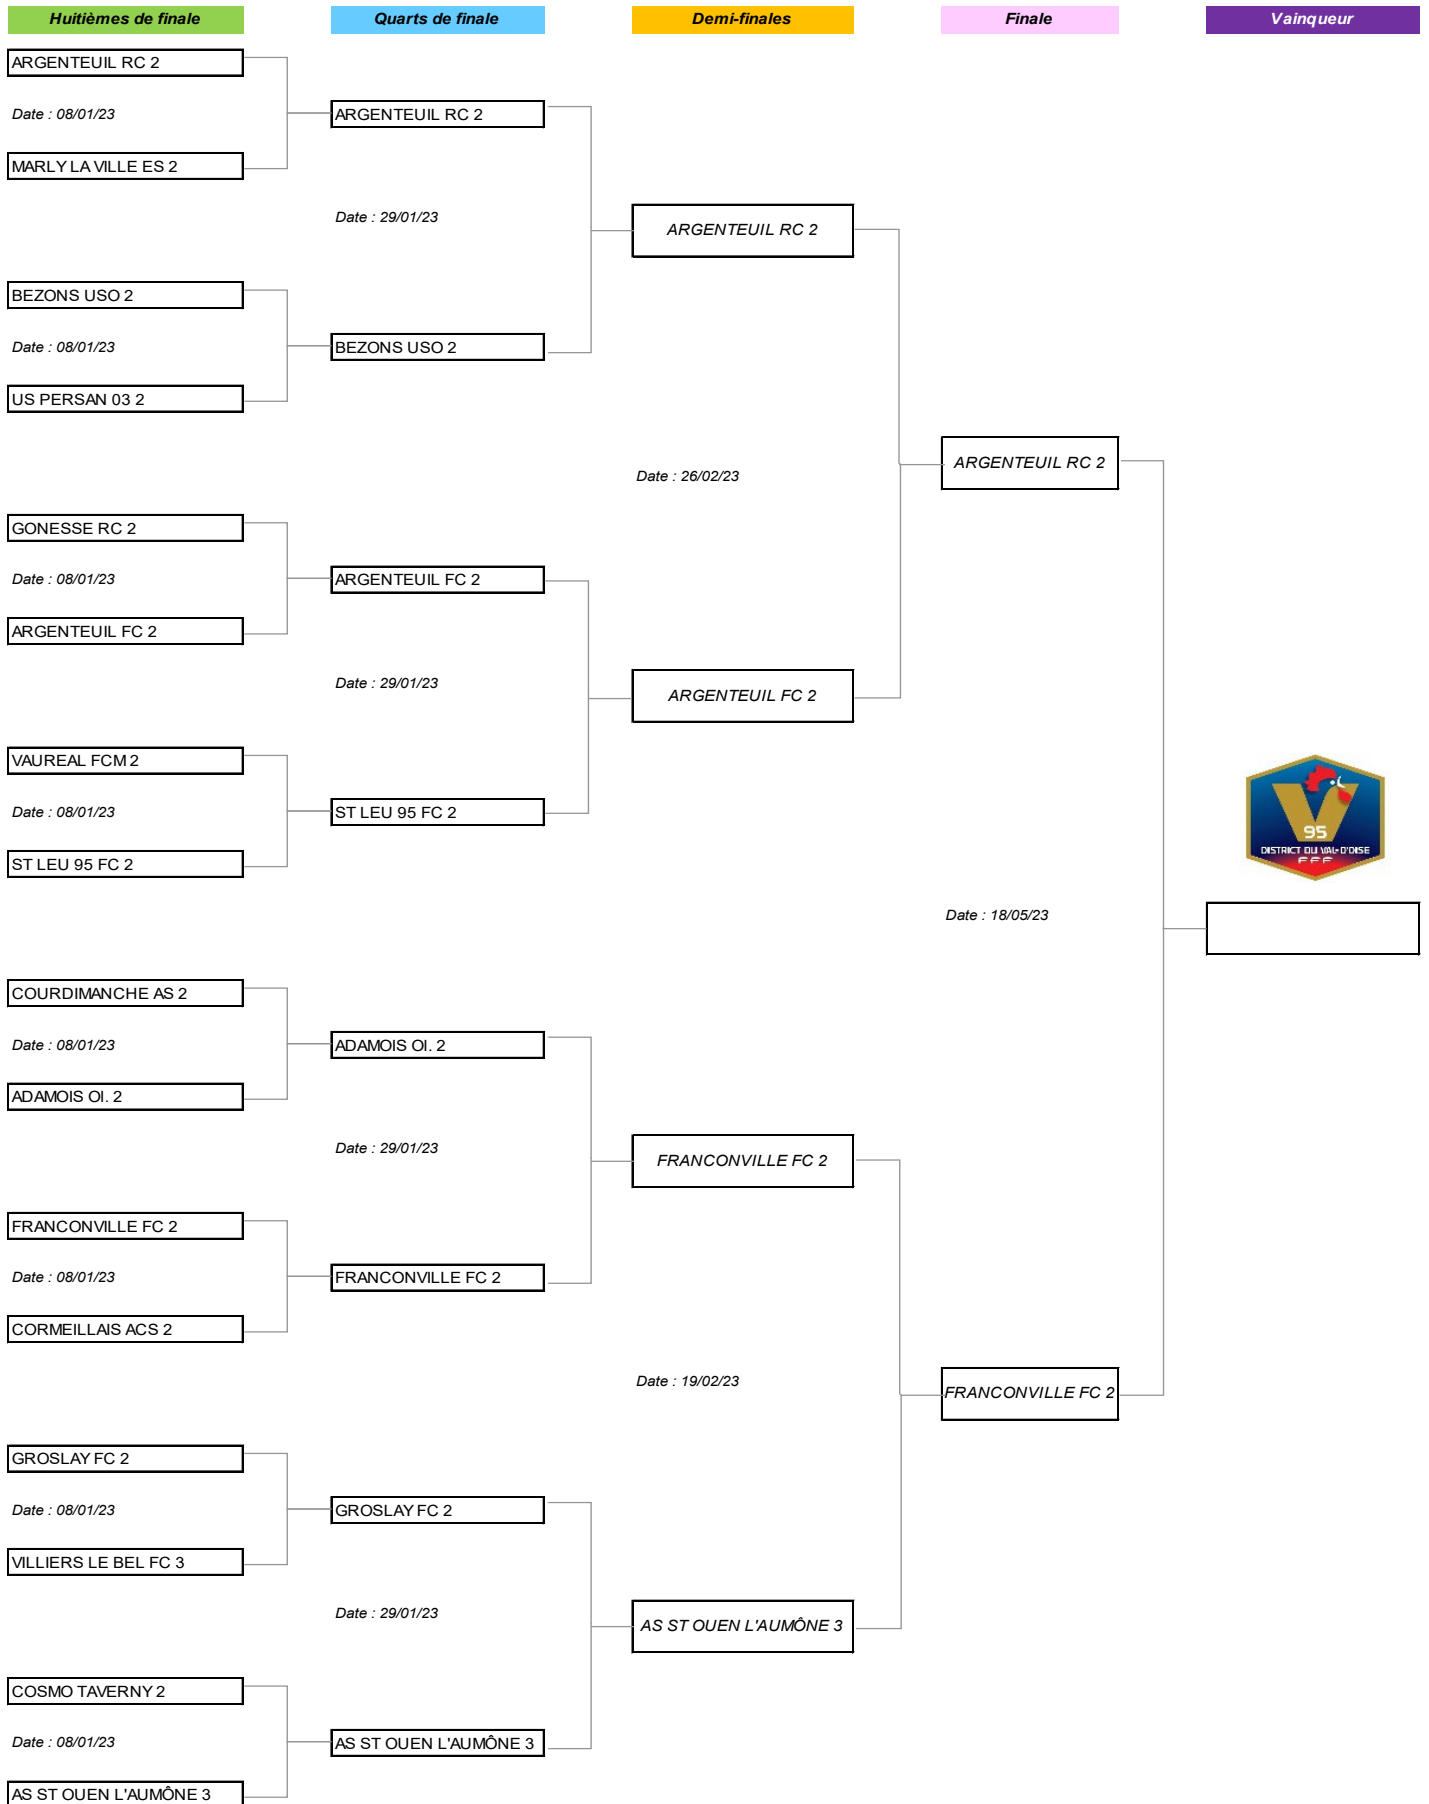 Huitièmes de finale
Quarts de finale
Demi-finales
Finale
Vainqueur
ARGENTEUIL RC 2
Date : 08/01/23
ARGENTEUIL RC 2
MARLY LA VILLE ES 2
Date : 29/01/23
ARGENTEUIL RC 2
BEZONS USO 2
Date : 08/01/23
BEZONS USO 2
US PERSAN 03 2
Date : 26/02/23
ARGENTEUIL RC 2
GONESSE RC 2
Date : 08/01/23
ARGENTEUIL FC 2
ARGENTEUIL FC 2
Date : 29/01/23
ARGENTEUIL FC 2
VAUREAL FCM 2
Date : 08/01/23
ST LEU 95 FC 2
ST LEU 95 FC 2
95
DISTRICT DU VAL-D'OISE
FFF
Date : 18/05/23
COURDIMANCHE AS 2
Date : 08/01/23
ADAMOIS OI. 2
ADAMOIS OI. 2
Date : 29/01/23
FRANCONVILLE FC 2
FRANCONVILLE FC 2
Date : 08/01/23
FRANCONVILLE FC 2
CORMEILLAIS ACS 2
Date : 19/02/23
FRANCONVILLE FC 2
GROSLAY FC 2
Date : 08/01/23
GROSLAY FC 2
VILLIERS LE BEL FC 3
Date : 29/01/23
AS ST OUEN L'AUMÔNE 3
COSMO TAVERNY 2
Date : 08/01/23
AS ST OUEN L'AUMÔNE 3
AS ST OUEN L'AUMÔNE 3